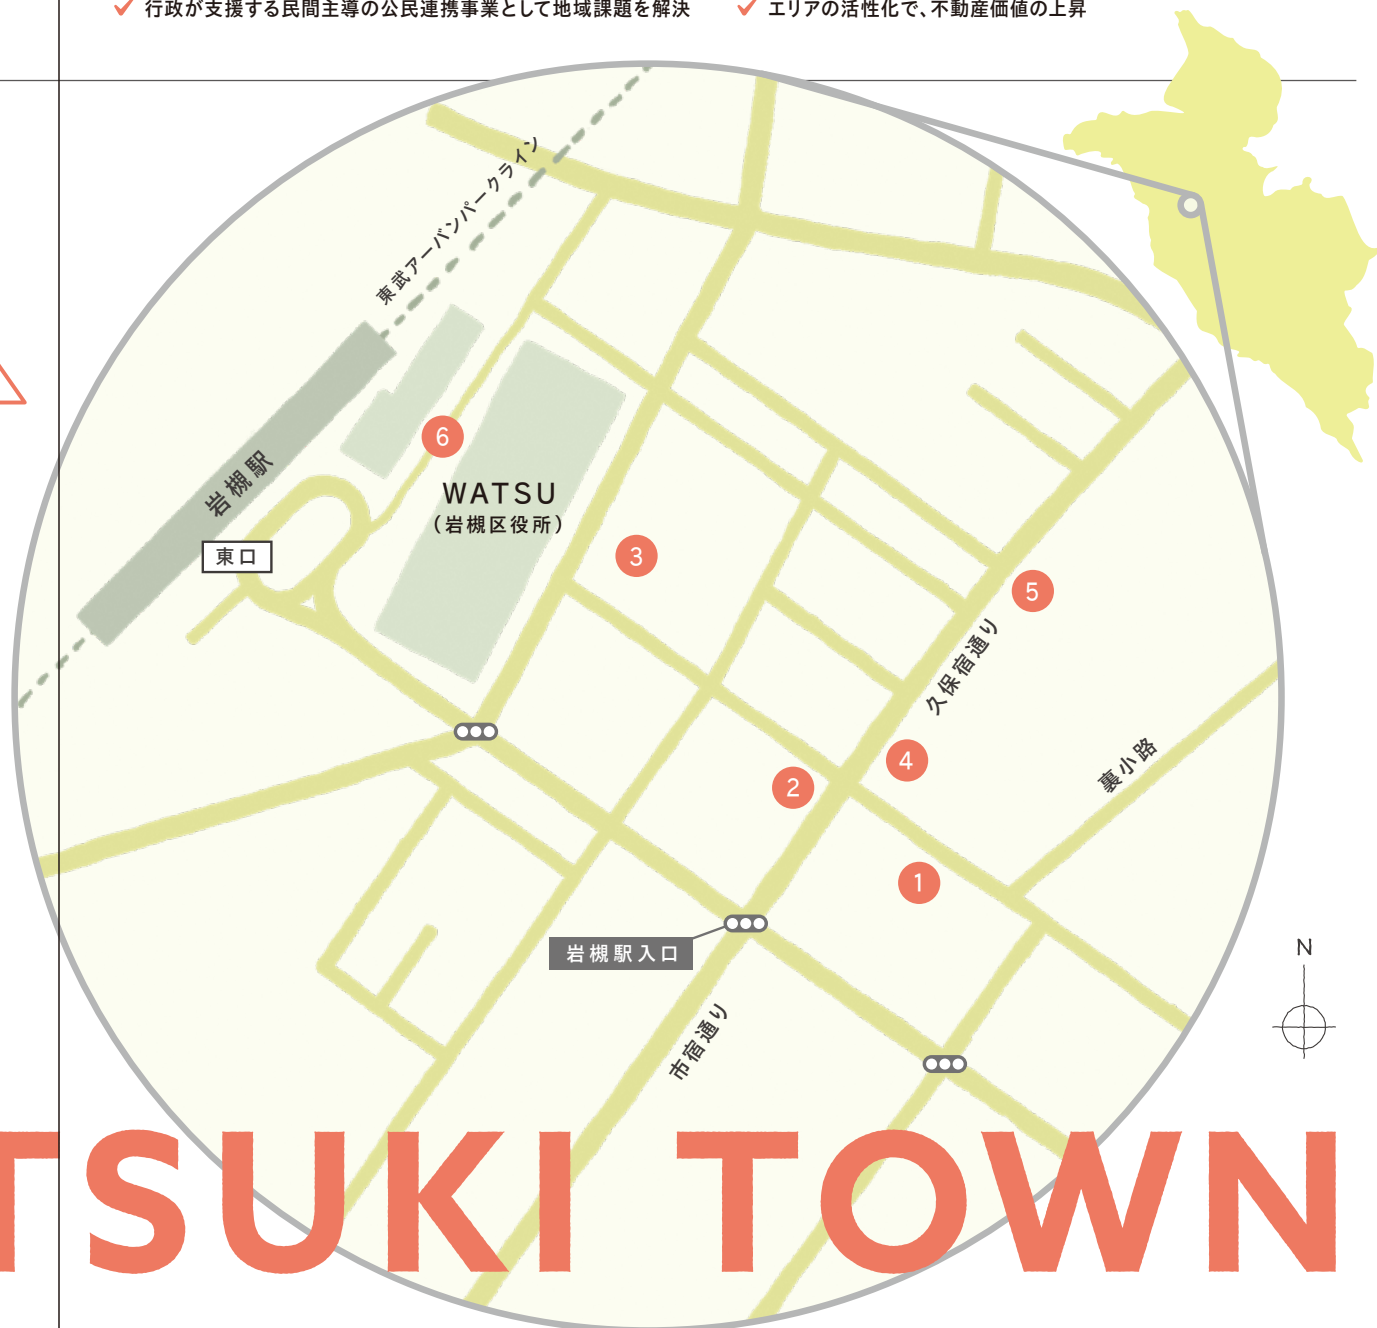 行政が支援する民間主導の公民連携事業として地域課題を解決
エリアの活性化で、不動産価値の上昇
東武アーバンパークライン
岩槻駅
東口
6
WATSU
（岩槻区役所）
3
5
久保宿通り
4
2
裏小路
1
岩槻駅入口
市宿通り
N
TSUKI TOWN